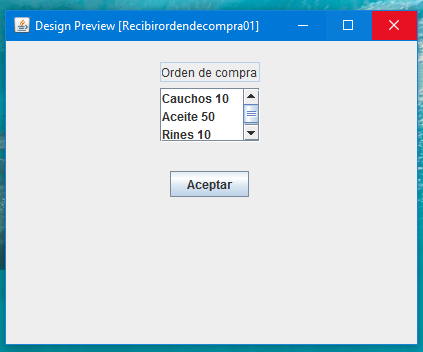 Design Preview [Recibirordendecompra01]
Orden de compra
Cauchos 10
Aceite 50
Rines 10
Aceptar